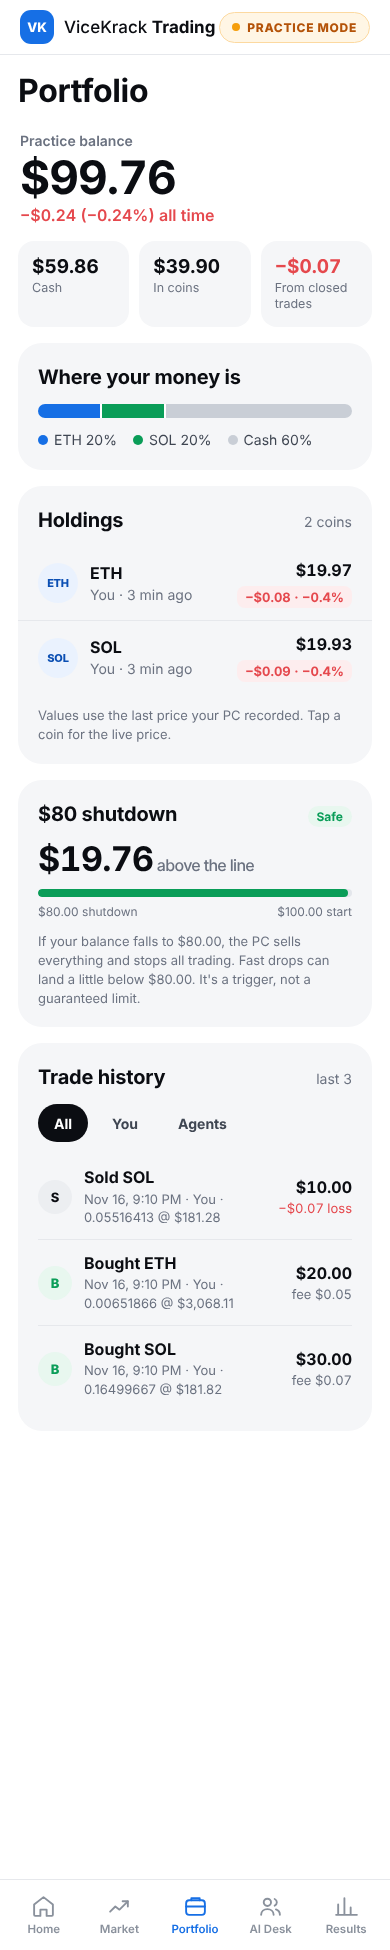 VK ViceKrack Trading PRACTICE MODE
Portfolio
Practice balance
$99.76
−$0.24 (−0.24%) all time
$59.86
Cash
$39.90
In coins
−$0.07
From closed
trades
Where your money is
ETH 20% SOL 20% Cash 60%
Holdings 2 coins
ETH
ETH
You · 3 min ago
$19.97
−$0.08 · −0.4%
SOL
SOL
You · 3 min ago
$19.93
−$0.09 · −0.4%
Values use the last price your PC recorded. Tap a
coin for the live price.
$80 shutdown Safe
$19.76 above the line
$80.00 shutdown $100.00 start
If your balance falls to $80.00, the PC sells
everything and stops all trading. Fast drops can
land a little below $80.00. It's a trigger, not a
guaranteed limit.
Trade history last 3
All You Agents
S
Sold SOL
Nov 16, 9:10 PM · You ·
0.05516413 @ $181.28
$10.00
−$0.07 loss
B
Bought ETH
Nov 16, 9:10 PM · You ·
0.00651866 @ $3,068.11
$20.00
fee $0.05
B
Bought SOL
Nov 16, 9:10 PM · You ·
0.16499667 @ $181.82
$30.00
fee $0.07
Home Market Portfolio AI Desk Results